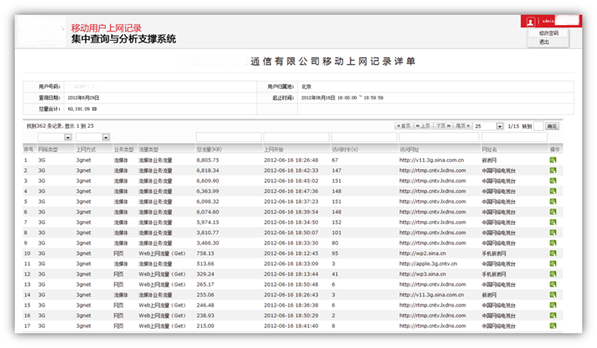 移动用户上网记录
集中查询与分析支撑系统
admin
修改密码
退出
通信有限公司移动上网记录详单
用户号码: 用户归属地: 北京
查询日期: 2012年6月29日 起止时间: 2012年06月16日 18:00:00 ~ 18:59:59
总量合计: 60,191.09 KB
找到362 条记录, 显示 1 到 25 首页 上页 下页 尾页 25 1/15 转到 确定
序号 网络类型 上网方式 业务类型 流量类型 总流量(KB) 上网开始 访问时长(s) 访问网址 网址名 操作
1 3G 3gnet 流媒体 流媒体业务流量 8,805.75 2012-06-16 18:26:48 67 http://v11.3g.sina.com.cn 新浪网
2 3G 3gnet 流媒体 流媒体业务流量 6,818.34 2012-06-16 18:42:33 147 http://rtmp.cntv.lxdns.com 中国网络电视台
3 3G 3gnet 流媒体 流媒体业务流量 6,609.90 2012-06-16 18:45:02 151 http://rtmp.cntv.lxdns.com 中国网络电视台
4 3G 3gnet 流媒体 流媒体业务流量 6,363.99 2012-06-16 18:47:36 148 http://rtmp.cntv.lxdns.com 中国网络电视台
5 3G 3gnet 流媒体 流媒体业务流量 6,098.32 2012-06-16 18:37:23 151 http://rtmp.cntv.lxdns.com 中国网络电视台
6 3G 3gnet 流媒体 流媒体业务流量 6,074.60 2012-06-16 18:39:54 148 http://rtmp.cntv.lxdns.com 中国网络电视台
7 3G 3gnet 流媒体 流媒体业务流量 5,974.15 2012-06-16 18:34:50 152 http://rtmp.cntv.lxdns.com 中国网络电视台
8 3G 3gnet 流媒体 流媒体业务流量 3,810.77 2012-06-16 18:50:07 101 http://rtmp.cntv.lxdns.com 中国网络电视台
9 3G 3gnet 流媒体 流媒体业务流量 3,466.30 2012-06-16 18:33:30 80 http://rtmp.cntv.lxdns.com 中国网络电视台
10 3G 3gnet 网页 Web上网流量（Get） 758.15 2012-06-16 18:12:43 95 http://wp2.sina.cn 手机新浪网
11 3G 3gnet 流媒体 流媒体业务流量 513.66 2012-06-16 18:33:09 3 http://apple.3g.cntv.cn 中国网络电视台
12 3G 3gnet 网页 Web上网流量（Get） 329.24 2012-06-16 18:13:44 41 http://wp3.sina.cn 手机新浪网
13 3G 3gnet 网页 Web上网流量（Get） 265.17 2012-06-16 18:50:48 6 http://rtmp.cntv.lxdns.com 中国网络电视台
14 3G 3gnet 流媒体 流媒体业务流量 255.06 2012-06-16 18:26:43 3 http://v11.3g.sina.com.cn 新浪网
15 3G 3gnet 网页 Web上网流量（Get） 246.48 2012-06-16 18:36:38 6 http://rtmp.cntv.lxdns.com 中国网络电视台
16 3G 3gnet 网页 Web上网流量（Get） 238.93 2012-06-16 18:50:29 2 http://rtmp.cntv.lxdns.com 中国网络电视台
17 3G 3gnet 网页 Web上网流量（Get） 215.00 2012-06-16 18:41:40 8 http://rtmp.cntv.lxdns.com 中国网络电视台